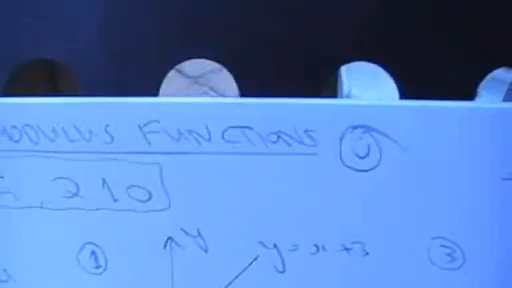 MODULUS FUNCTIONS
= 210
① y y = x + 3 ③